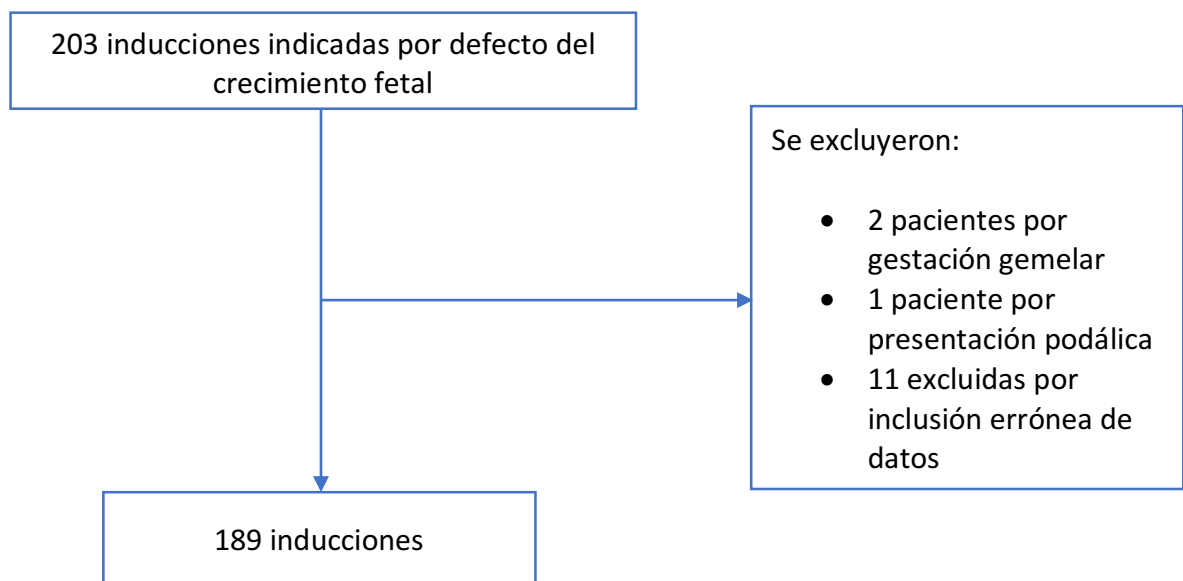 203 inducciones indicadas por defecto del
crecimiento fetal
Se excluyeron:
• 2 pacientes por
gestación gemelar
• 1 paciente por
presentación podálica
• 11 excluidas por
inclusión errónea de
datos
189 inducciones